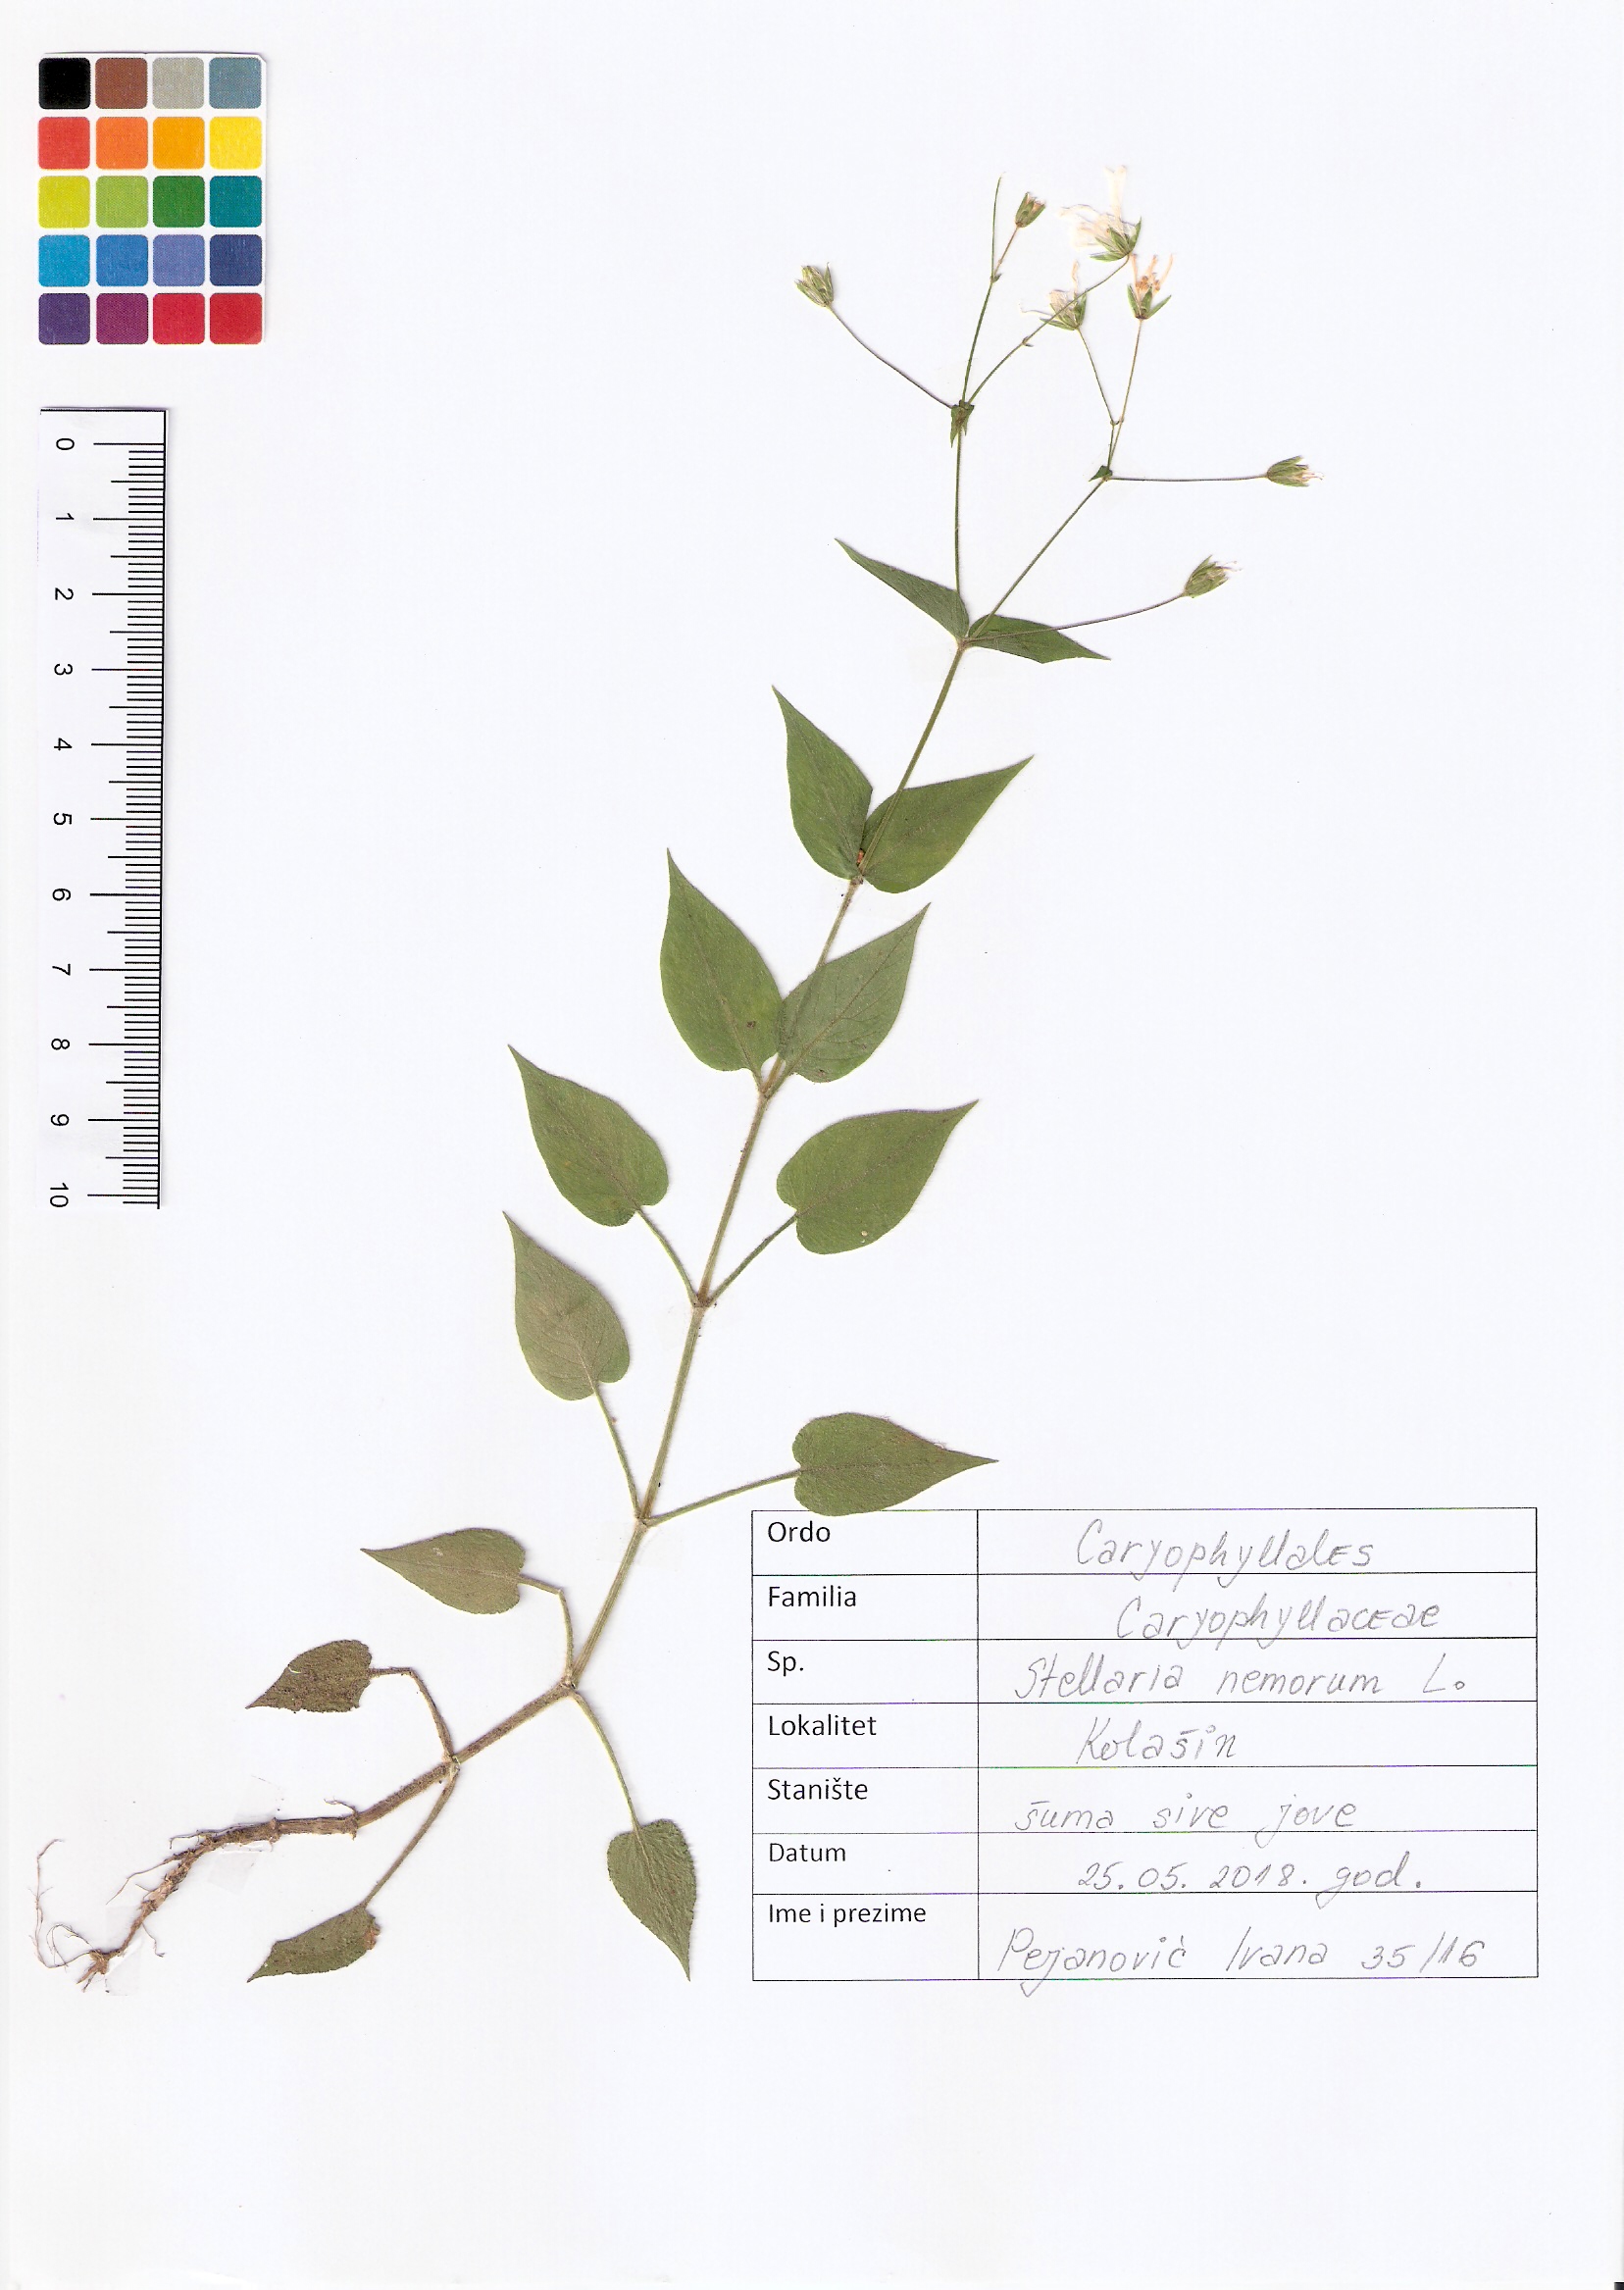 0
1
2
3
4
5
6
7
8
9
10
Ordo Caryophyllales
Familia Caryophyllaceae
Sp. Stellaria nemorum L.
Lokalitet Kolašin
Stanište šuma sive jove
Datum 25.05.2018. god.
Ime i prezime Pejanović Ivana 35/16